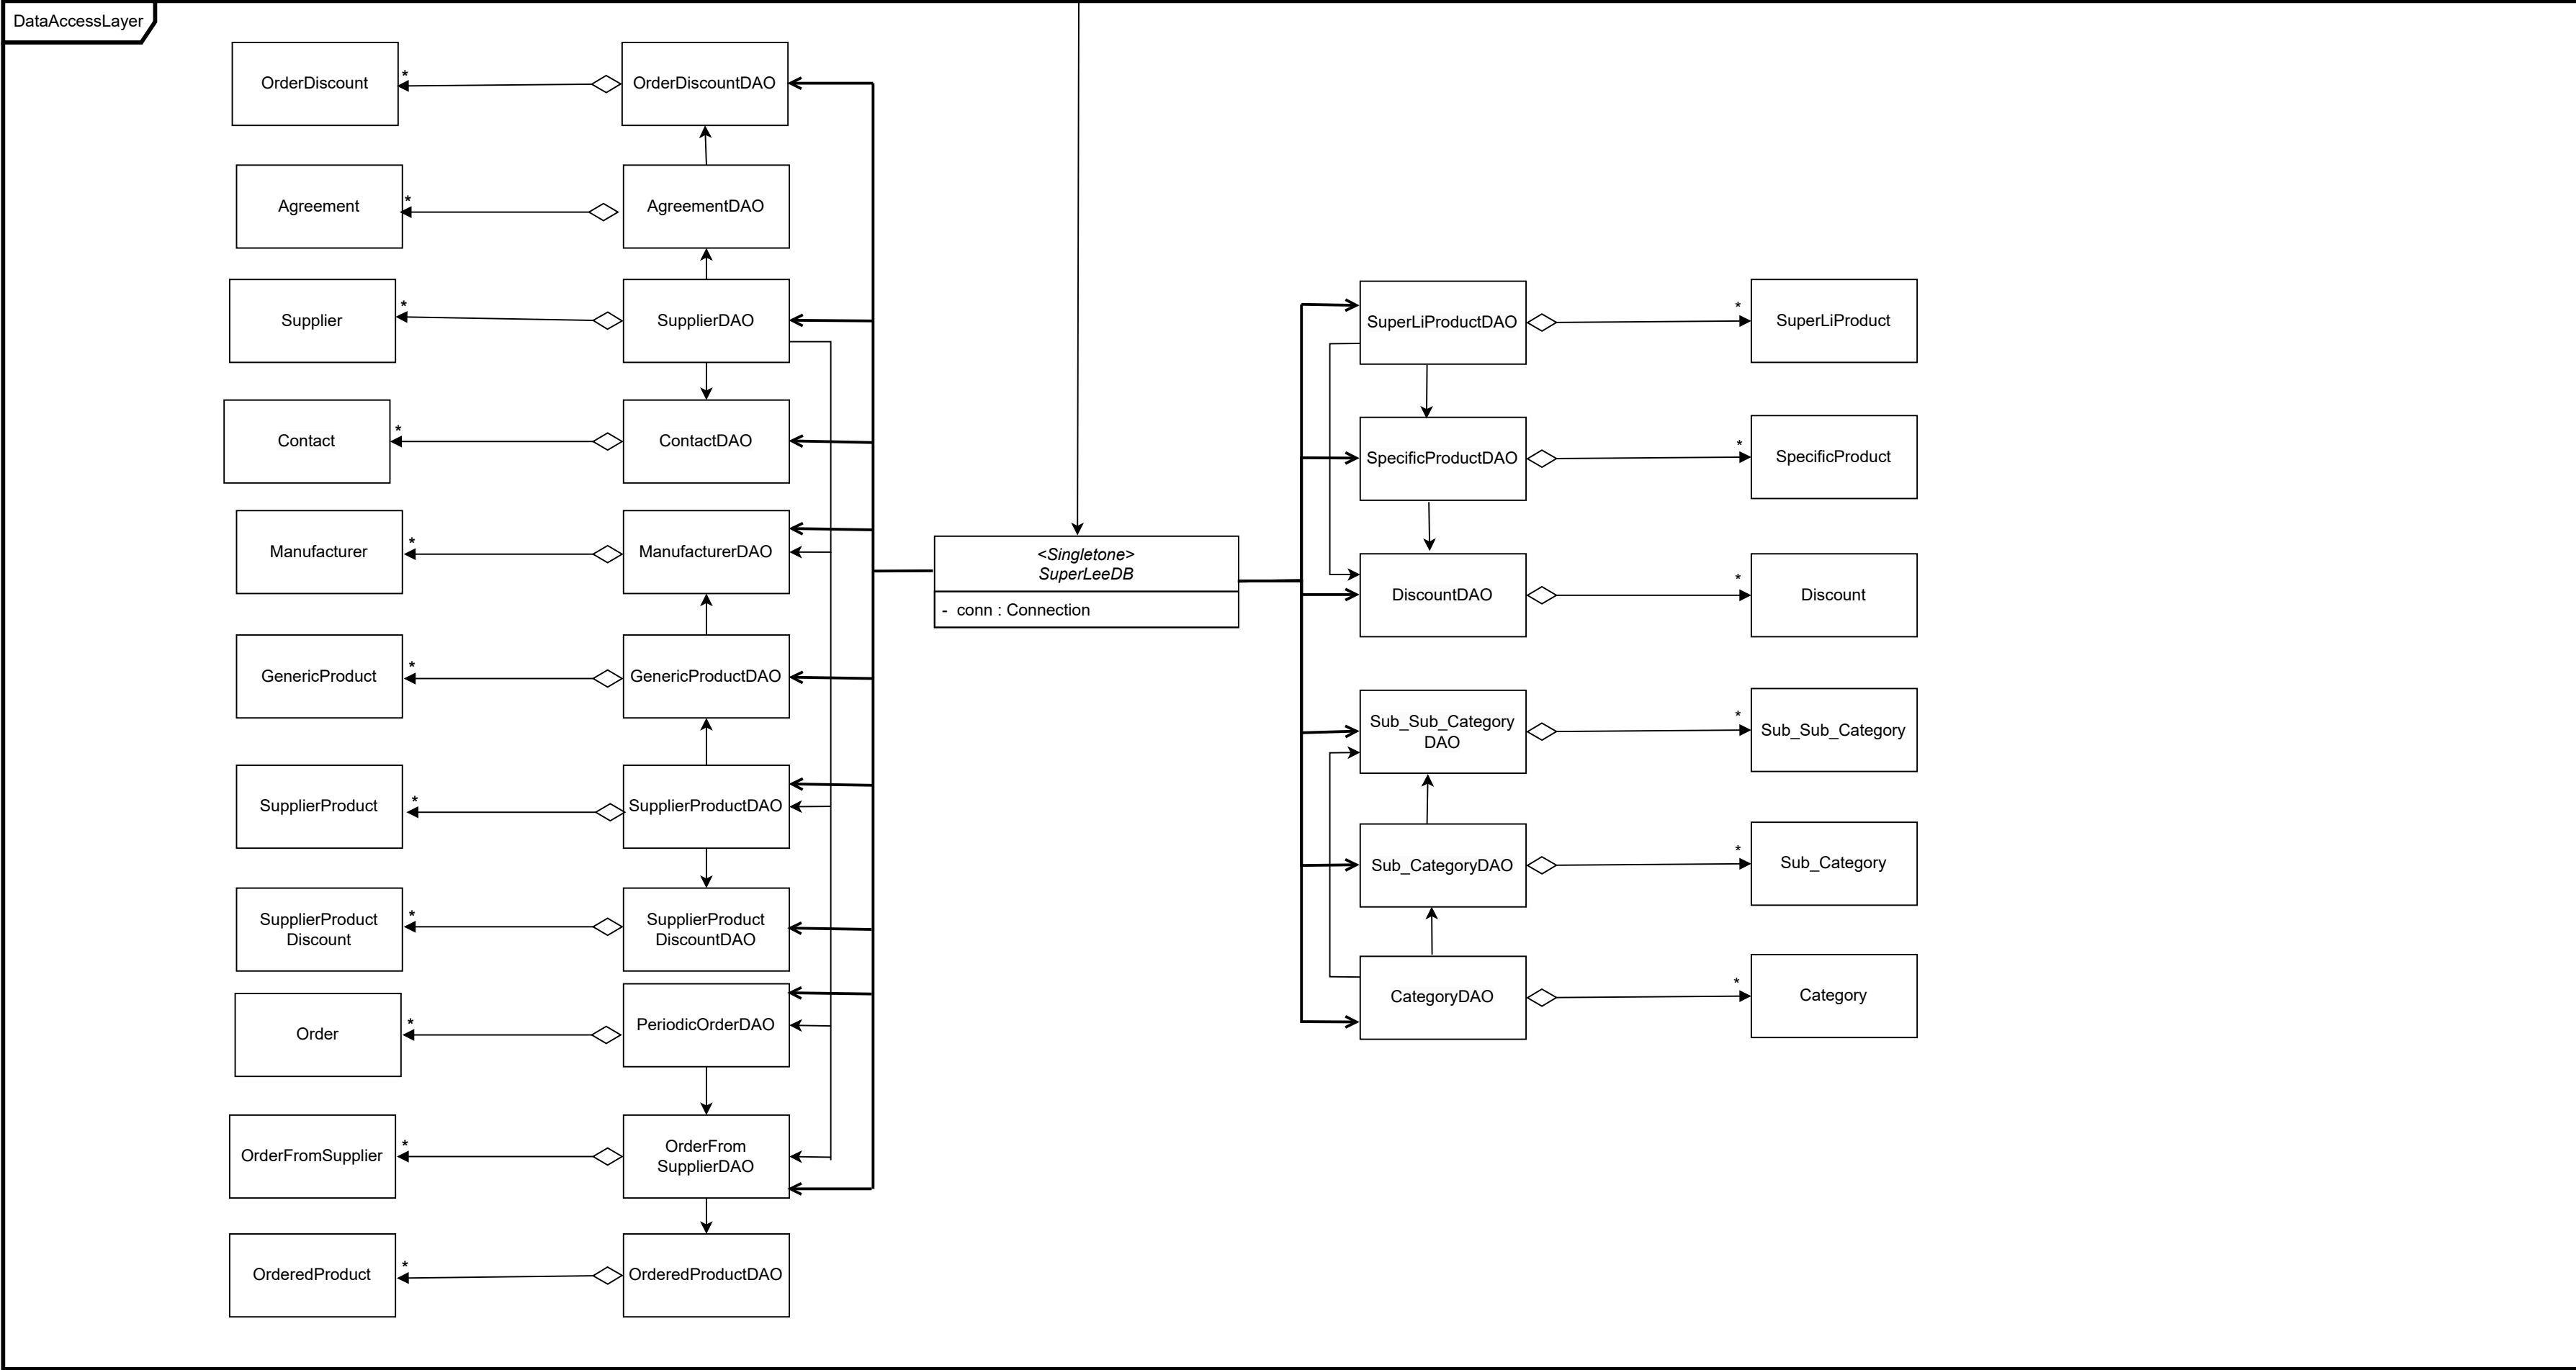 DataAccessLayer
*
OrderDiscount
OrderDiscountDAO
*
Agreement
AgreementDAO
*
Supplier
SupplierDAO
*
Contact
ContactDAO
*
Manufacturer
ManufacturerDAO
*
GenericProduct
GenericProductDAO
*
SupplierProduct
SupplierProductDAO
*
SupplierProduct
Discount
SupplierProduct
DiscountDAO
*
Order
PeriodicOrderDAO
*
OrderFromSupplier
OrderFrom
SupplierDAO
*
OrderedProduct
OrderedProductDAO
<Singletone>
SuperLeeDB
- conn : Connection
SuperLiProductDAO
*
SuperLiProduct
SpecificProductDAO
*
SpecificProduct
DiscountDAO
*
Discount
Sub_Sub_Category
DAO
*
Sub_Sub_Category
Sub_CategoryDAO
*
Sub_Category
CategoryDAO
*
Category